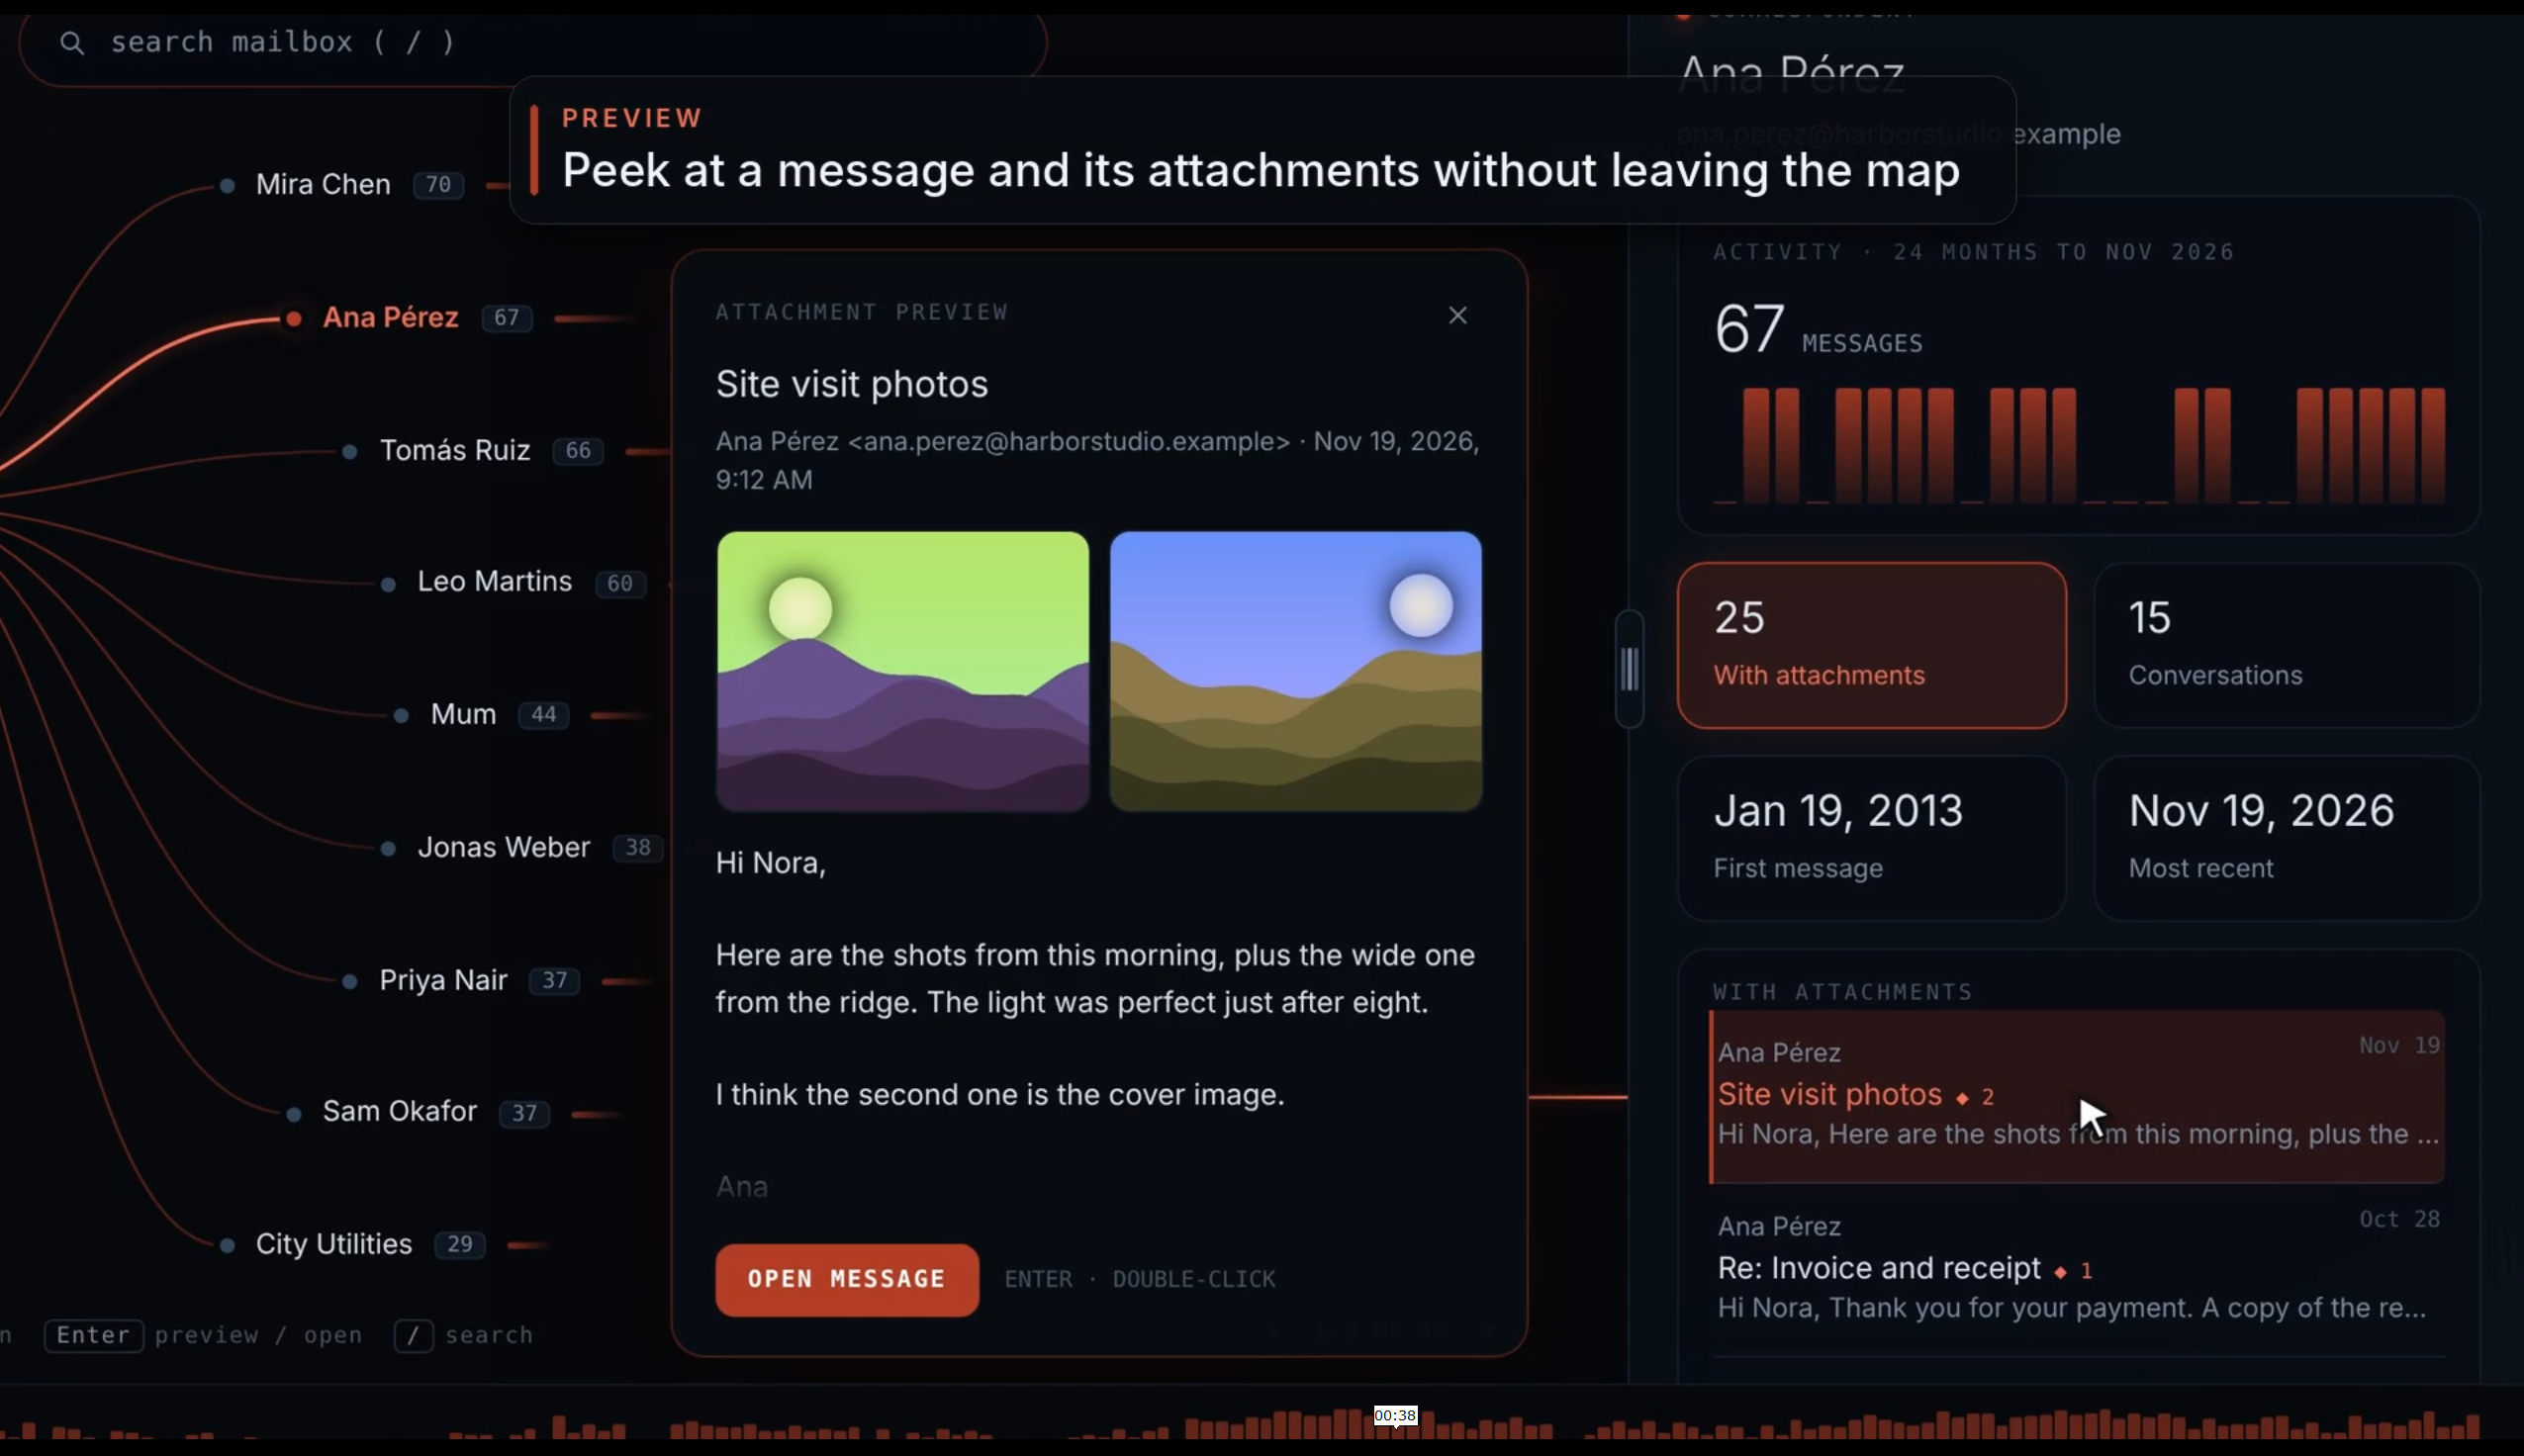 search mailbox ( / )
PREVIEW
Peek at a message and its attachments without leaving the map
Mira Chen 70
Ana Pérez 67
Tomás Ruiz 66
Leo Martins 60
Mum 44
Jonas Weber 38
Priya Nair 37
Sam Okafor 37
City Utilities 29
Enter preview / open / search
ATTACHMENT PREVIEW
Site visit photos
Ana Pérez <ana.perez@harborstudio.example> · Nov 19, 2026,
9:12 AM
Hi Nora,
Here are the shots from this morning, plus the wide one
from the ridge. The light was perfect just after eight.
I think the second one is the cover image.
Ana
OPEN MESSAGE ENTER · DOUBLE-CLICK
CORRESPONDENT
Ana Pérez
ana.perez@harborstudio.example
ACTIVITY · 24 MONTHS TO NOV 2026
67 MESSAGES
25
With attachments
15
Conversations
Jan 19, 2013
First message
Nov 19, 2026
Most recent
WITH ATTACHMENTS
Ana Pérez Nov 19
Site visit photos ◆ 2
Hi Nora, Here are the shots from this morning, plus the ...
Ana Pérez Oct 28
Re: Invoice and receipt ◆ 1
Hi Nora, Thank you for your payment. A copy of the re...
00:38